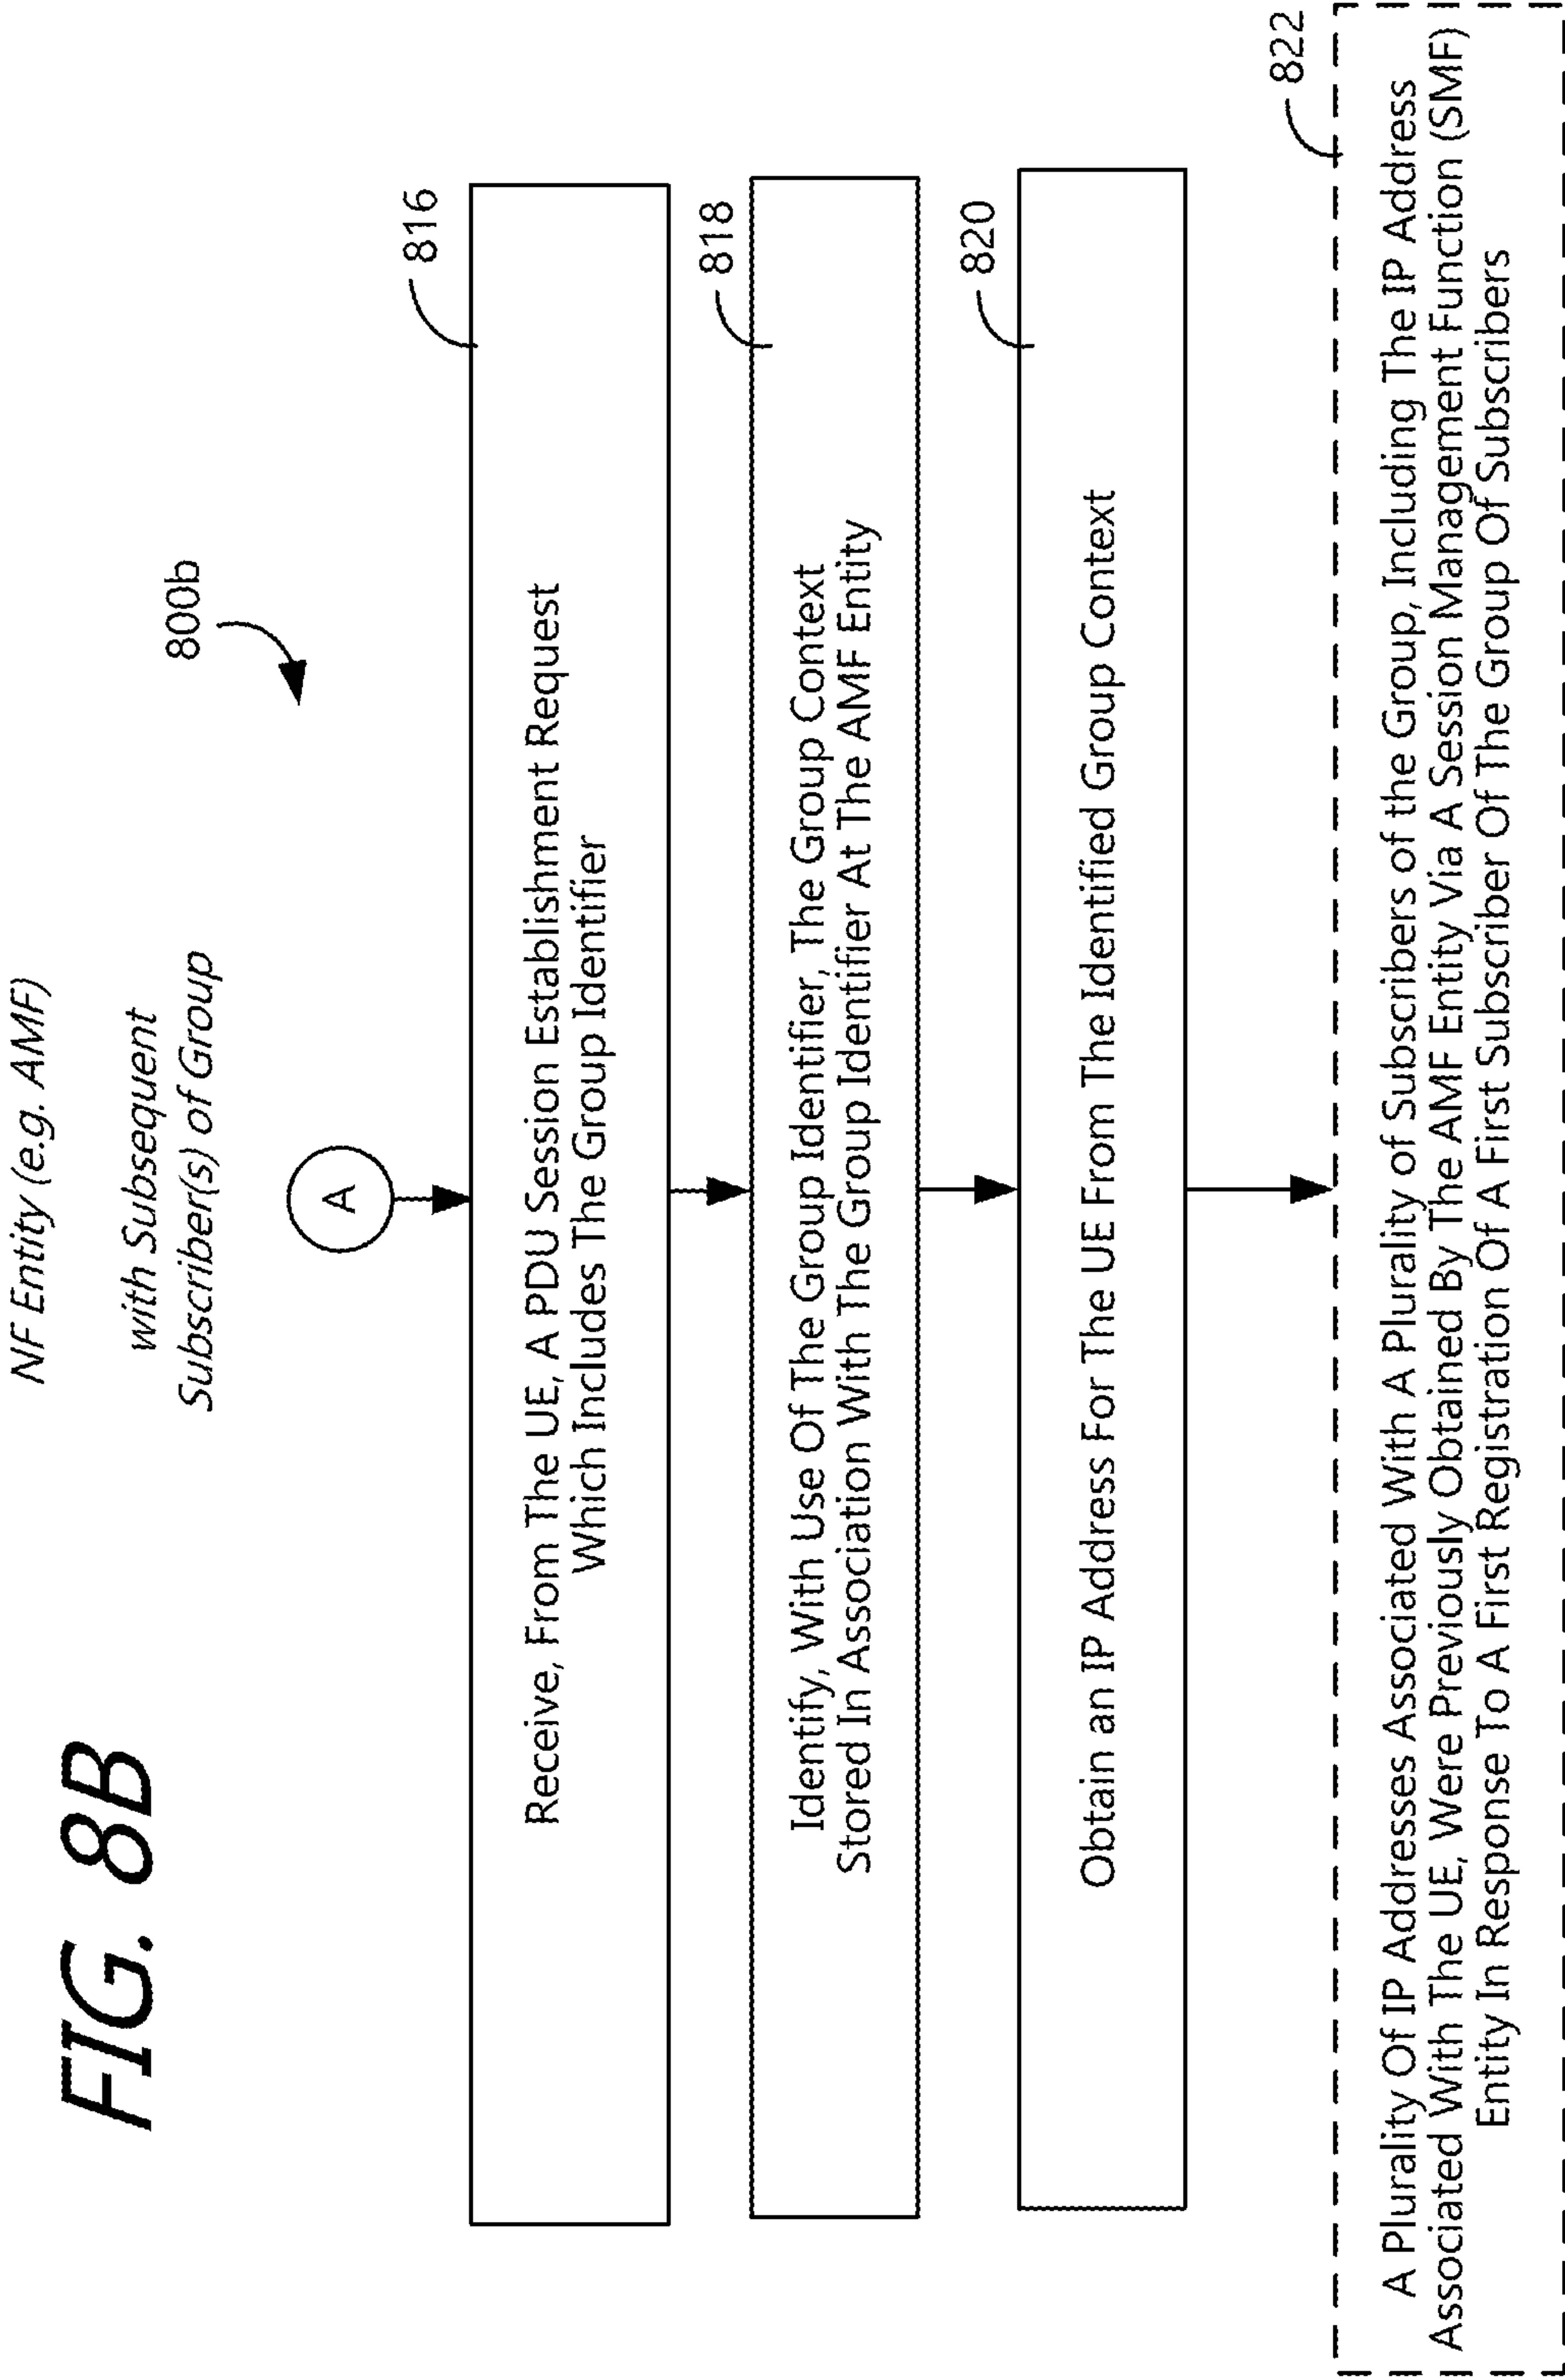 FIG. 8B
NF Entity (e.g. AMF)
with Subsequent
Subscriber(s) of Group
800b
A
816
Receive, From The UE, A PDU Session Establishment Request
Which Includes The Group Identifier
818
Identify, With Use Of The Group Identifier, The Group Context
Stored In Association With The Group Identifier At The AMF Entity
820
Obtain an IP Address For The UE From The Identified Group Context
822
A Plurality Of IP Addresses Associated With A Plurality of Subscribers of the Group, Including The IP Address
Associated With The UE, Were Previously Obtained By The AMF Entity Via A Session Management Function (SMF)
Entity In Response To A First Registration Of A First Subscriber Of The Group Of Subscribers